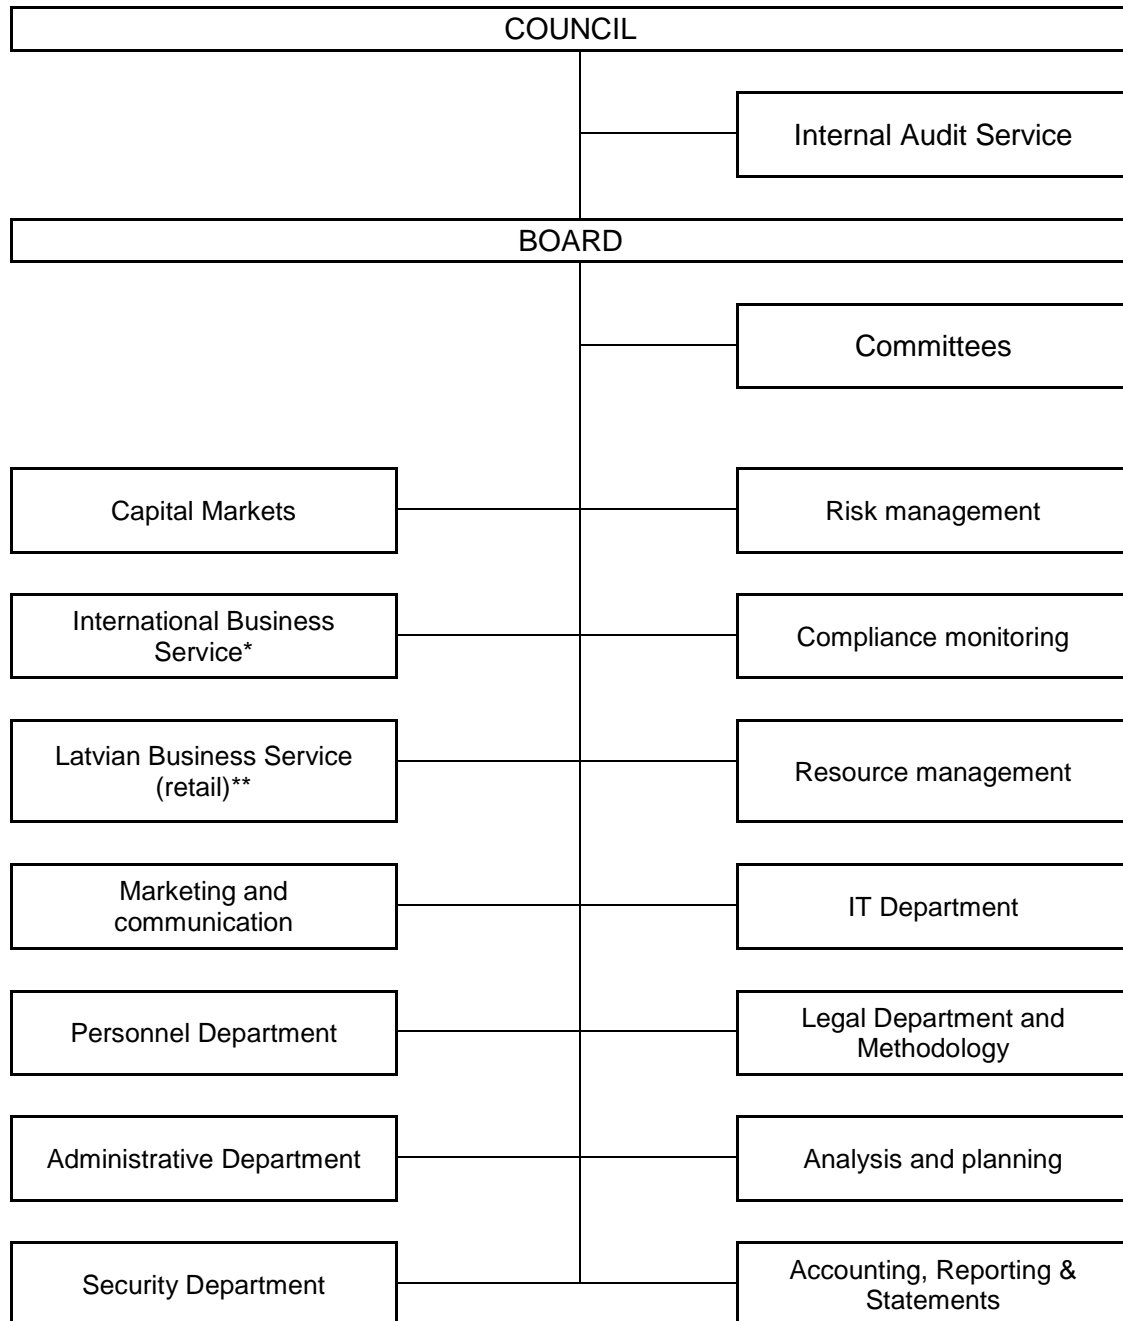 COUNCIL
Internal Audit Service
BOARD
Committees
Capital Markets
Risk management
International Business
Service*
Compliance monitoring
Latvian Business Service
(retail)**
Resource management
Marketing and
communication
IT Department
Personnel Department
Legal Department and
Methodology
Administrative Department
Analysis and planning
Security Department
Accounting, Reporting &
Statements